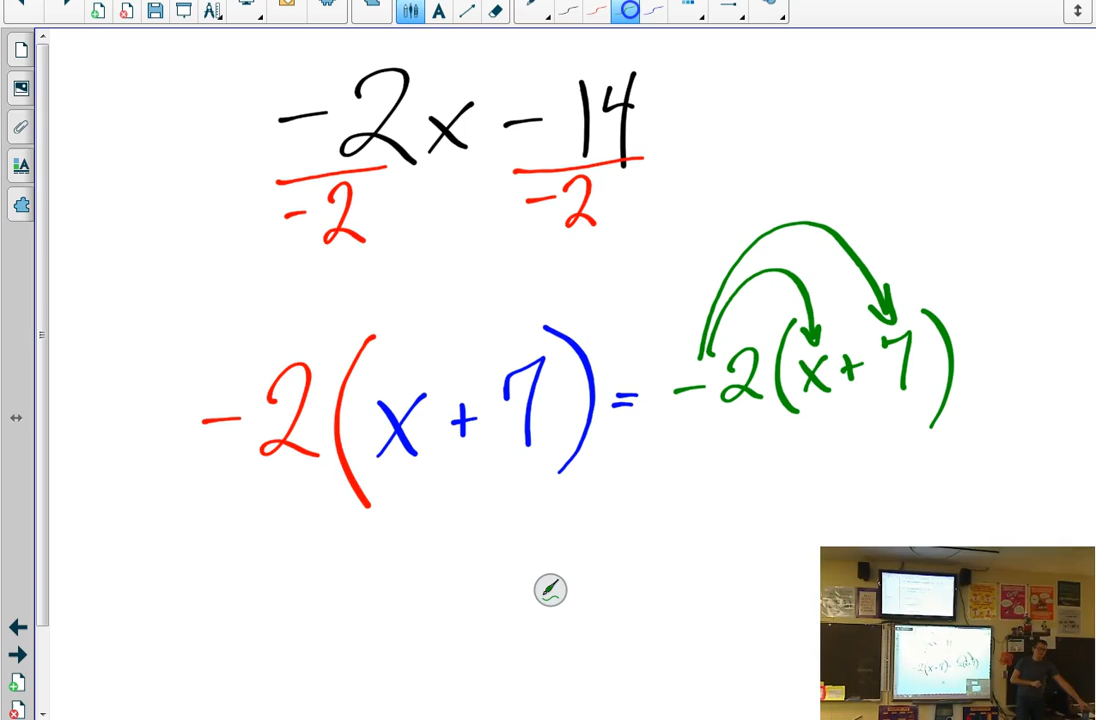 -2x - 14
-2 -2
-2(x + 7) = -2(x + 7)